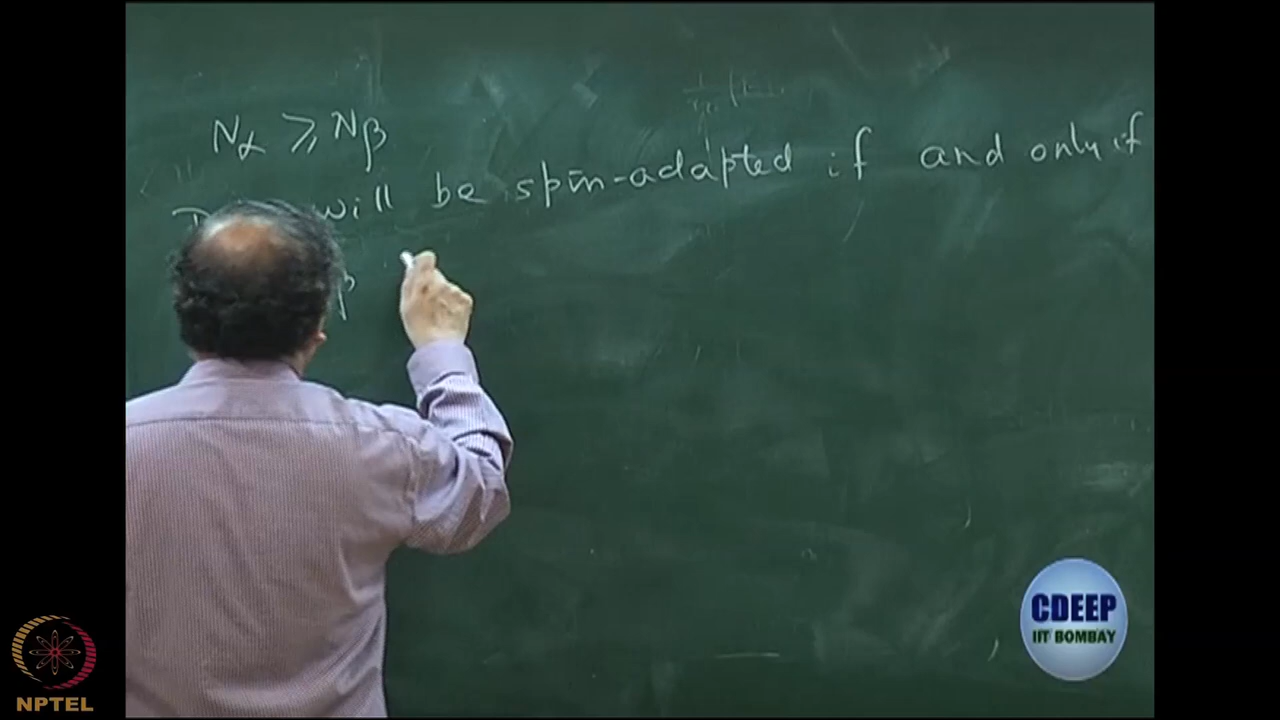 Nα ⩾ Nβ
will be spin-adapted if and only if
β
CDEEP
IIT BOMBAY
NPTEL